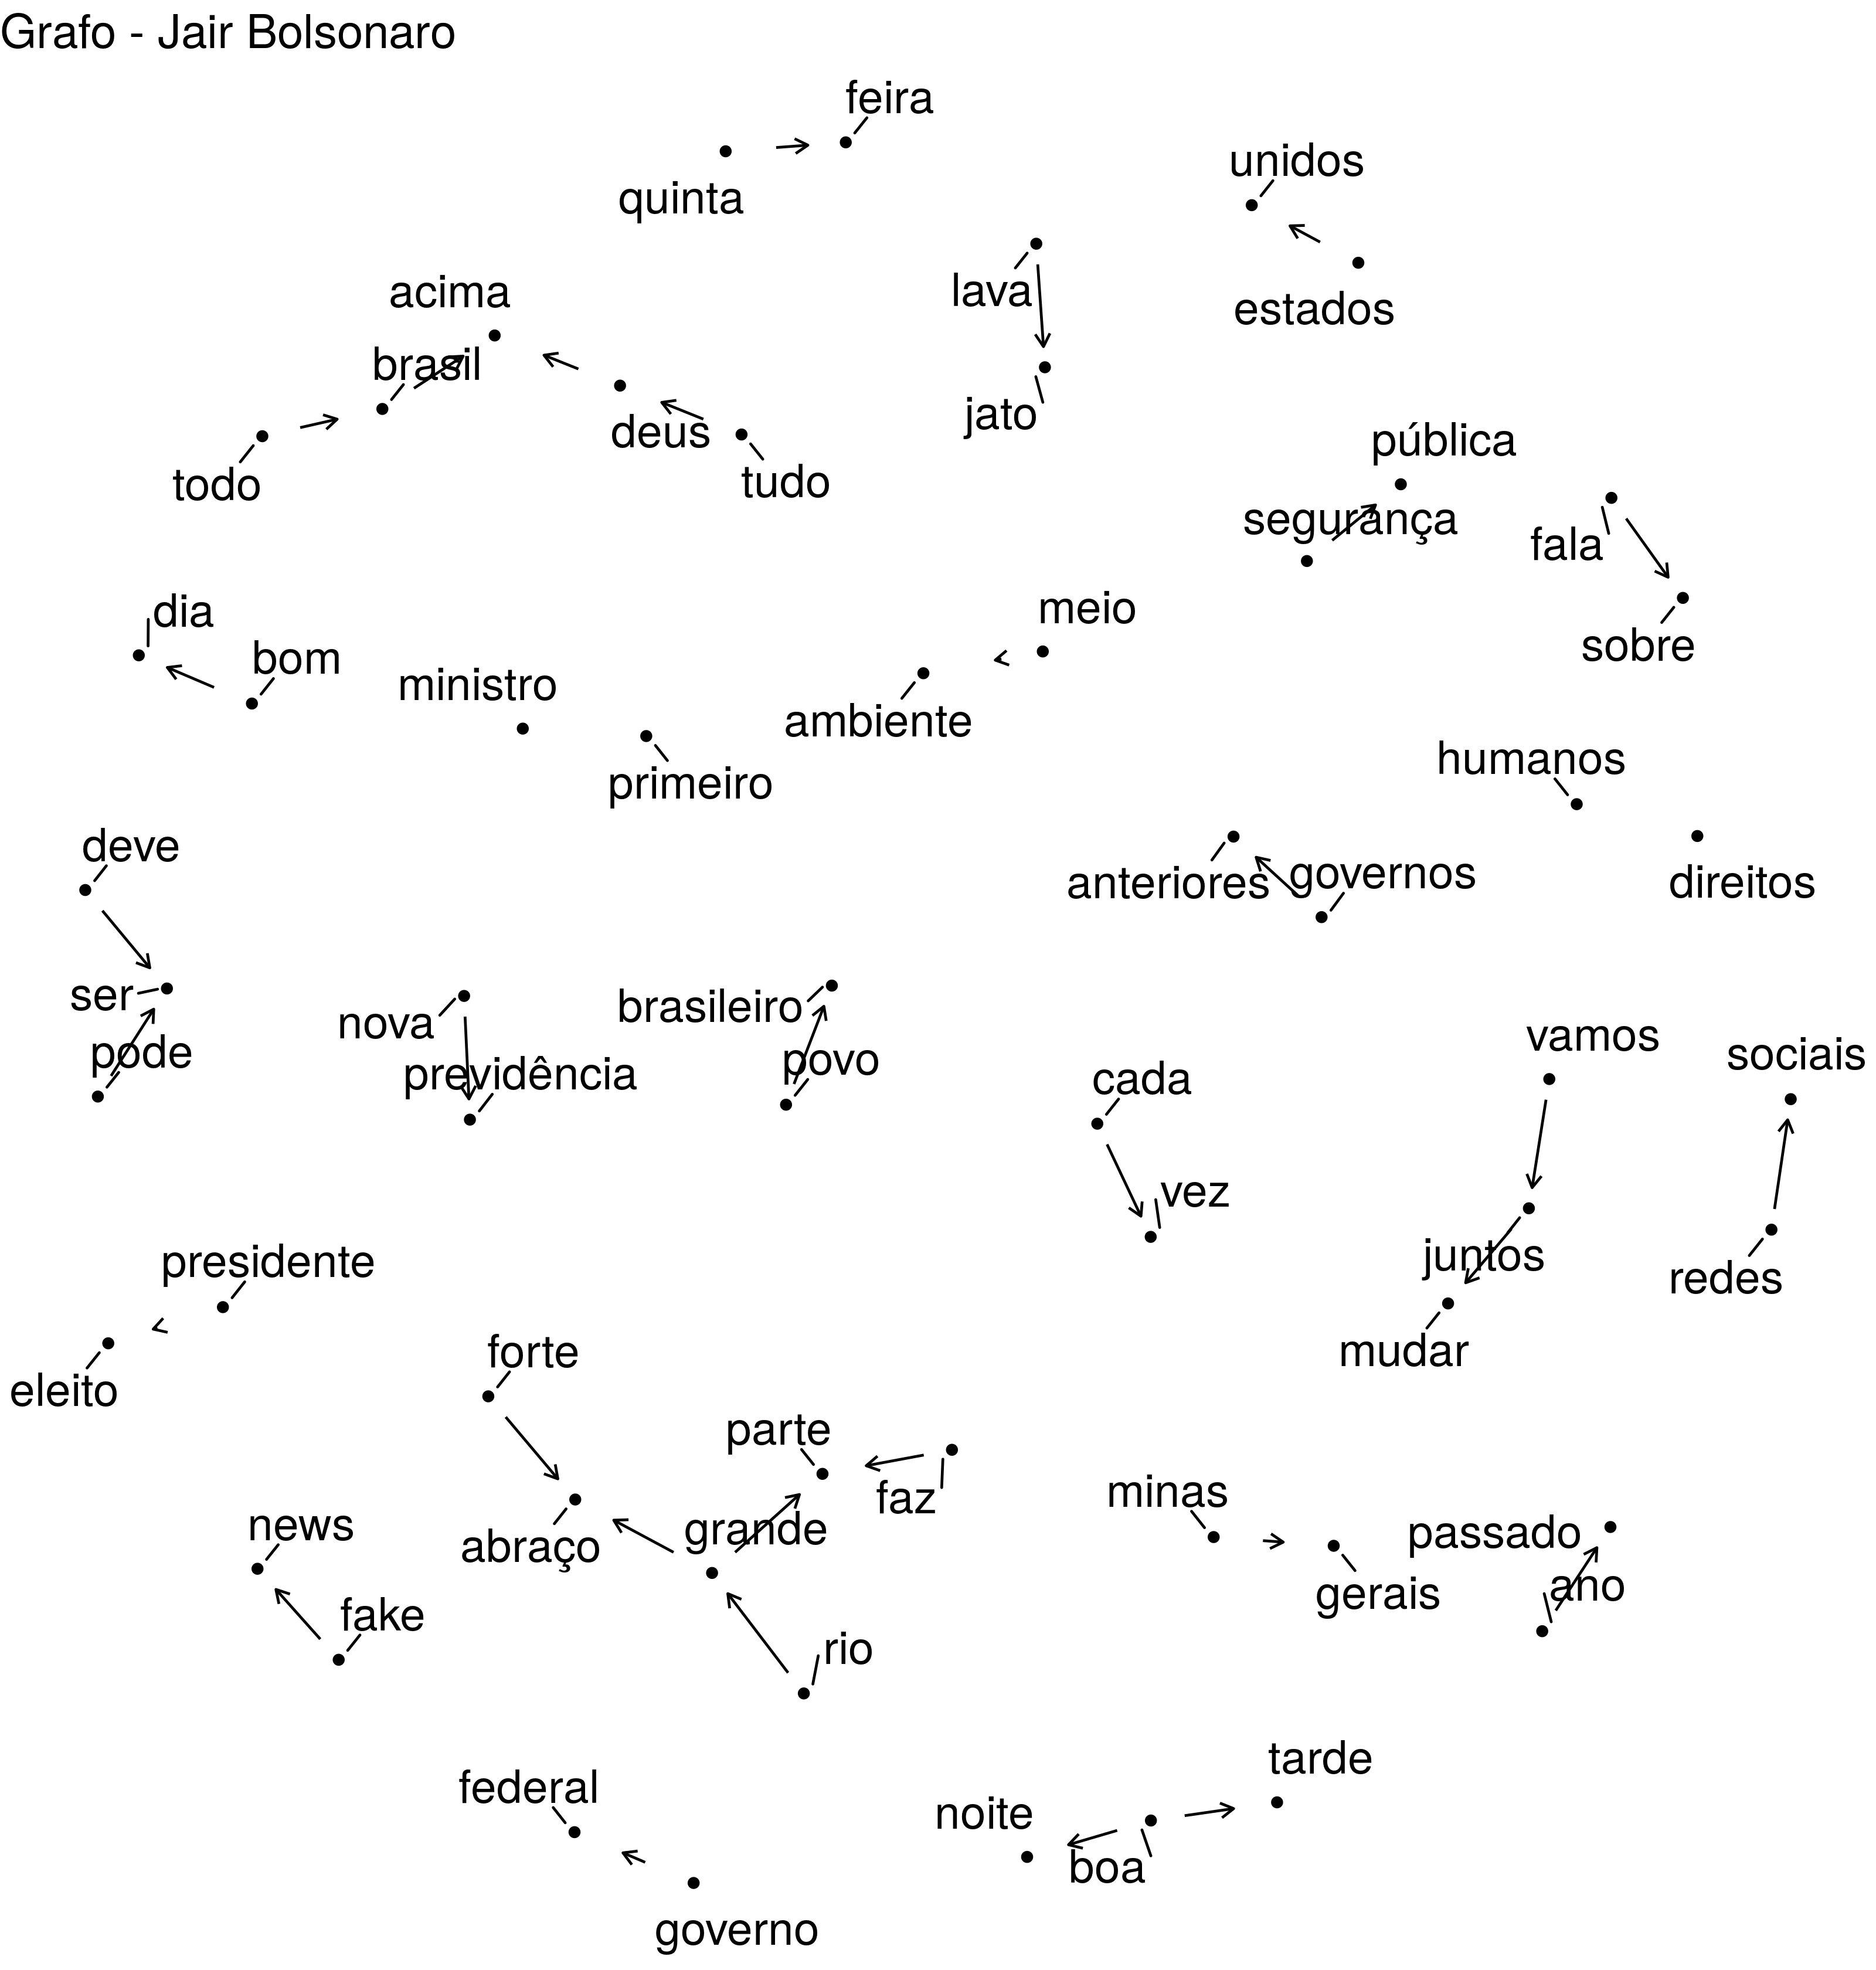 Grafo - Jair Bolsonaro
feira
quinta
unidos
estados
acima
lava
brasil
jato
deus
todo
tudo
pública
segurança
fala
sobre
dia
bom
meio
ministro
ambiente
primeiro
humanos
deve
anteriores
governos
direitos
ser
brasileiro
nova
pode
povo
previdência
vamos
sociais
cada
vez
presidente
juntos
redes
eleito
forte
mudar
parte
minas
faz
news
grande
abraço
passado
gerais
ano
fake
rio
federal
tarde
noite
boa
governo